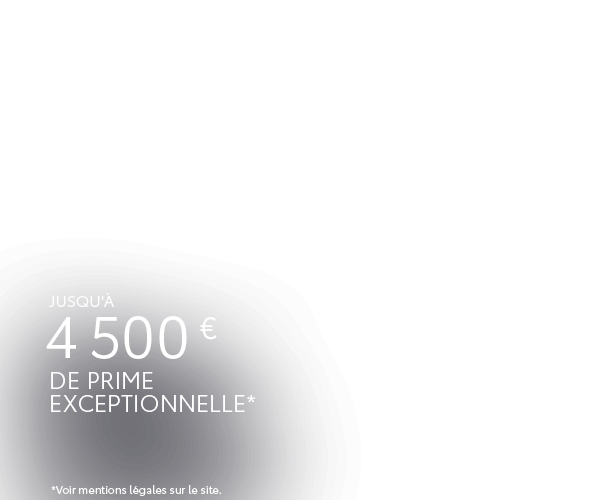 JUSQU'À
4 500 €
DE PRIME
EXCEPTIONNELLE*
*Voir mentions légales sur le site.